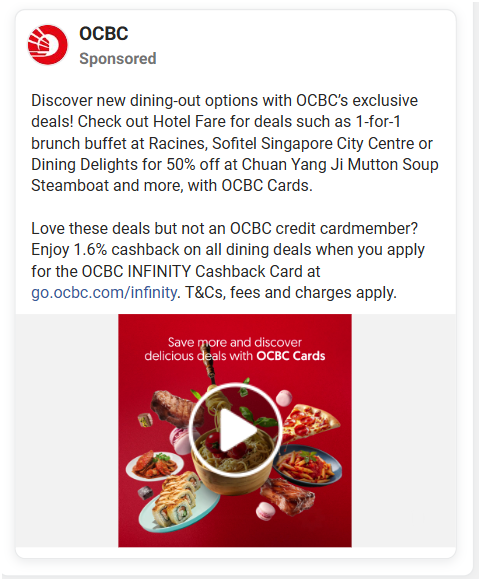 OCBC
Sponsored
Discover new dining-out options with OCBC’s exclusive
deals! Check out Hotel Fare for deals such as 1-for-1
brunch buffet at Racines, Sofitel Singapore City Centre or
Dining Delights for 50% off at Chuan Yang Ji Mutton Soup
Steamboat and more, with OCBC Cards.
Love these deals but not an OCBC credit cardmember?
Enjoy 1.6% cashback on all dining deals when you apply
for the OCBC INFINITY Cashback Card at
go.ocbc.com/infinity. T&Cs, fees and charges apply.
Save more and discover
delicious deals with OCBC Cards